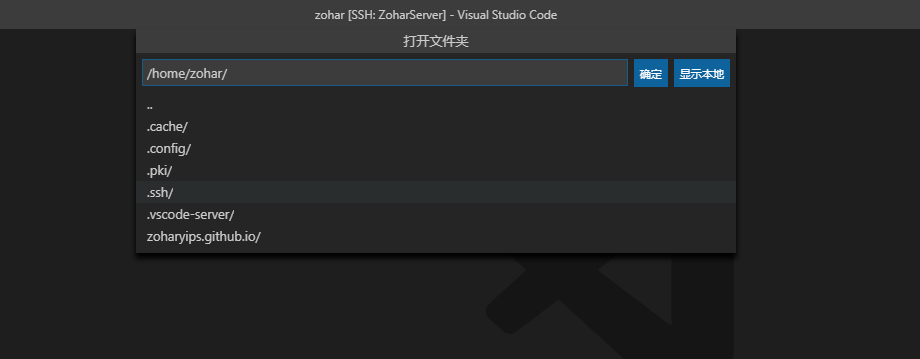 zohar [SSH: ZoharServer] - Visual Studio Code
打开文件夹
/home/zohar/ 确定 显示本地
..
.cache/
.config/
.pki/
.ssh/
.vscode-server/
zoharyips.github.io/